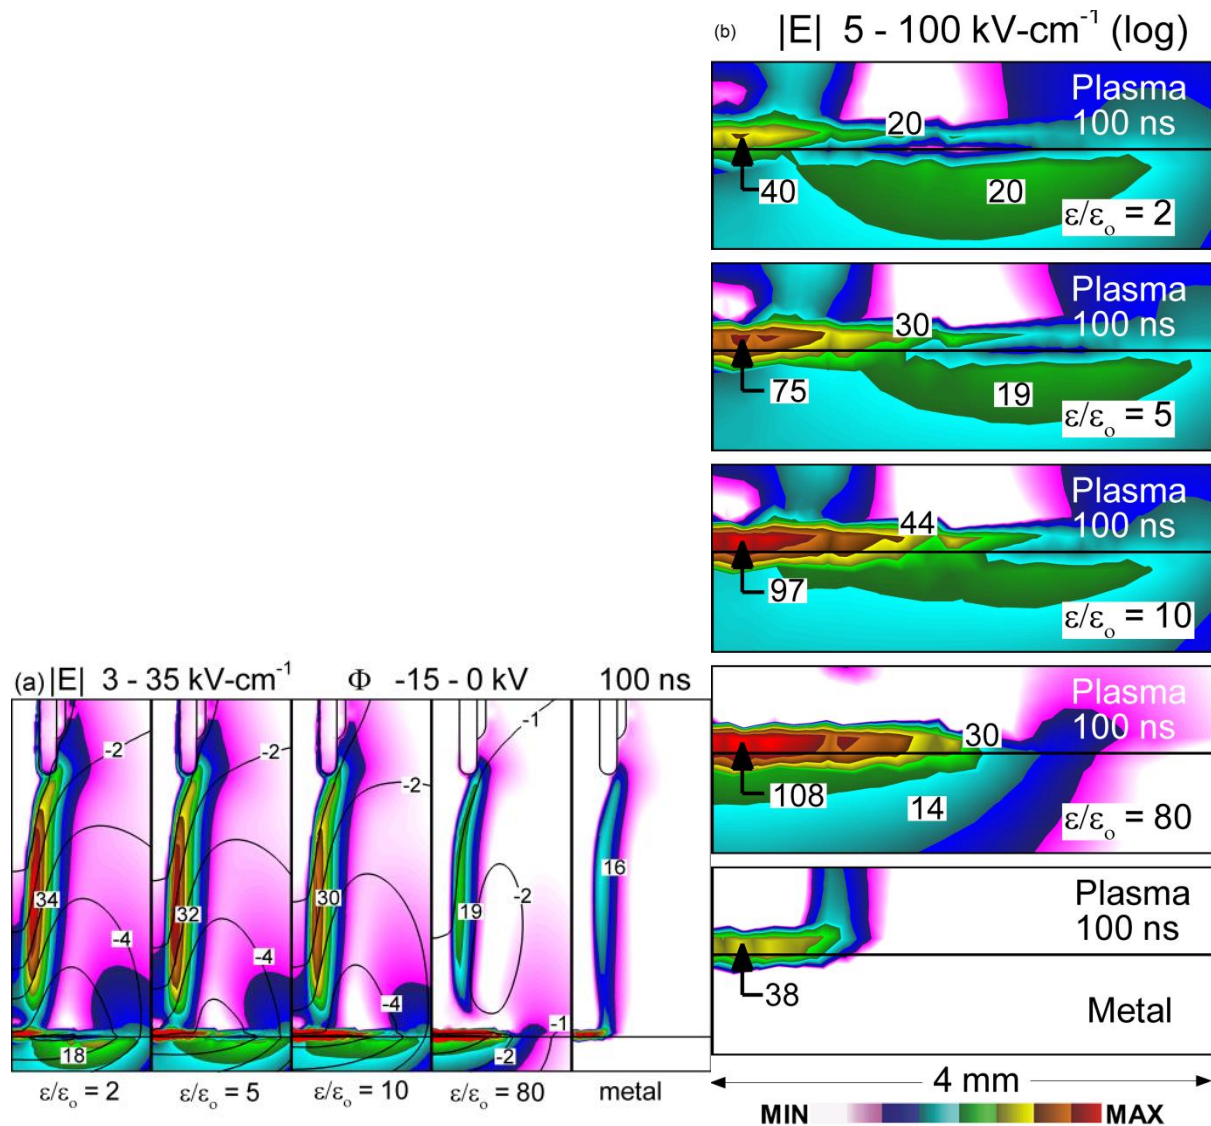 (b) |E| 5 - 100 kV-cm⁻¹ (log)
Plasma
100 ns
20
40
20
ε/εₒ = 2
Plasma
100 ns
30
75
19
ε/εₒ = 5
Plasma
100 ns
44
97
ε/εₒ = 10
Plasma
100 ns
30
108
14
ε/εₒ = 80
Plasma
100 ns
38
Metal
4 mm
MIN MAX
(a) |E| 3 - 35 kV-cm⁻¹ Φ -15 - 0 kV 100 ns
-2
-4
34
18
ε/εₒ = 2
-2
-4
32
ε/εₒ = 5
-2
-4
30
ε/εₒ = 10
-1
-2
19
-1
-2
ε/εₒ = 80
16
metal